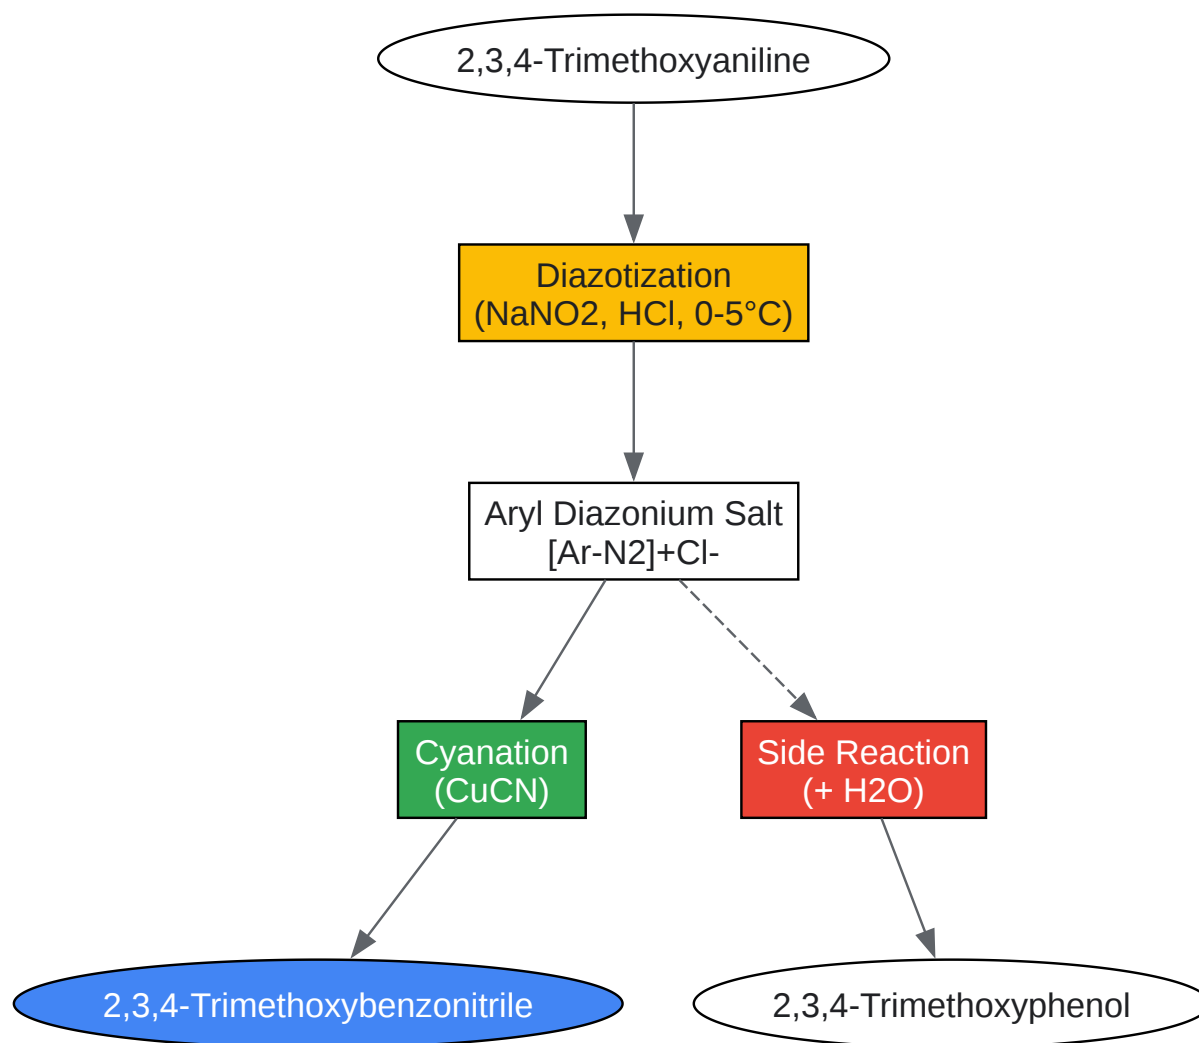 2,3,4-Trimethoxyaniline
Diazotization
(NaNO2, HCl, 0-5°C)
Aryl Diazonium Salt
[Ar-N2]+Cl-
Cyanation
(CuCN)
Side Reaction
(+ H2O)
2,3,4-Trimethoxybenzonitrile
2,3,4-Trimethoxyphenol